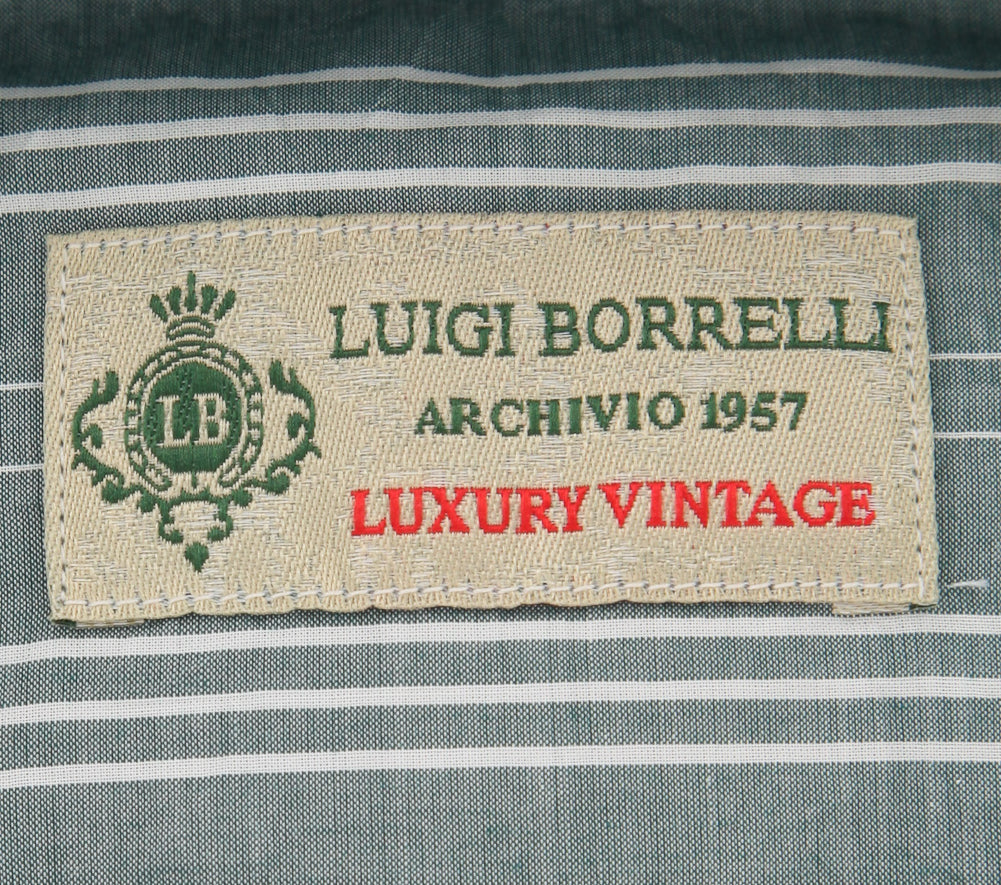 LB
LUIGI BORRELLI
ARCHIVIO 1957
LUXURY VINTAGE